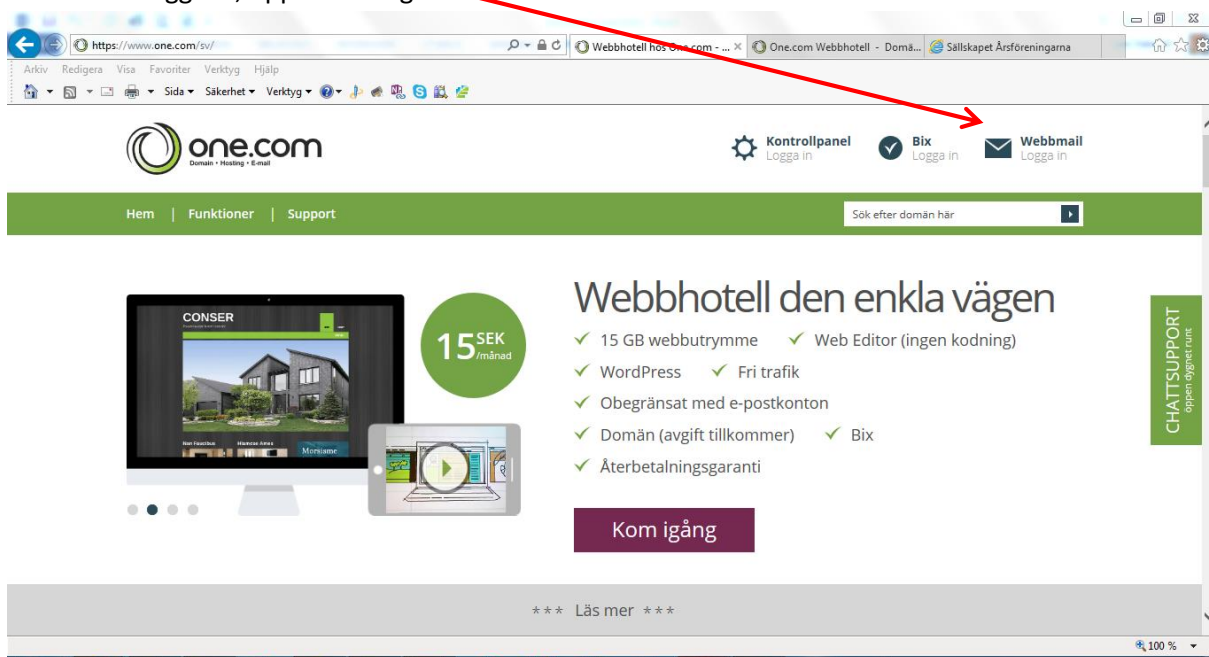 https://www.one.com/sv/
Webbhotell hos One.com - ...
One.com Webbhotell - Domä...
Sällskapet Årsföreningarna
Arkiv Redigera Visa Favoriter Verktyg Hjälp
Sida Säkerhet Verktyg
one.com
Domain • Hosting • E-mail
Kontrollpanel
Logga in
Bix
Logga in
Webbmail
Logga in
Hem | Funktioner | Support
Sök efter domän här
CONSER
15 SEK
/månad
Morklame
Webbhotell den enkla vägen
15 GB webbutrymme Web Editor (ingen kodning)
WordPress Fri trafik
Obegränsat med e-postkonton
Domän (avgift tillkommer) Bix
Återbetalningsgaranti
Kom igång
CHATTSUPPORT
öppen dygnet runt
*** Läs mer ***
100 %